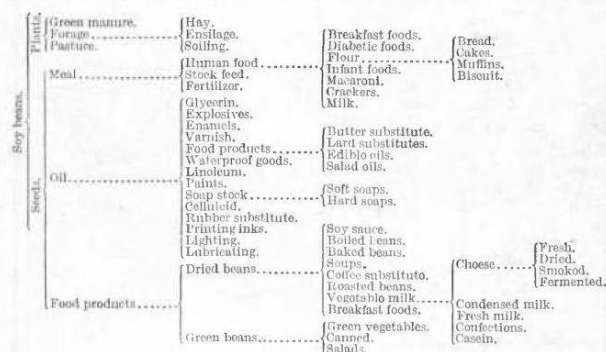 Soy beans.
Plants.
Green manure.
Forage
Pasture.
Hay.
Ensilage.
Soiling.
Seeds.
Meal
Human food
Stock feed.
Fertilizor.
Breakfast foods.
Diabetic foods.
Flour
Infant foods.
Macaroni.
Crackers.
Milk.
Bread.
Cakes.
Muffins.
Biscuit.
Oil
Glycerin.
Explosives.
Enamels.
Varnish.
Food products
Waterproof goods.
Linoleum.
Paints.
Soap stock
Celluloid.
Rubber substitute.
Printing inks.
Lighting.
Lubricating.
Butter substitute.
Lard substitutes.
Edible oils.
Salad oils.
Soft soaps.
Hard soaps.
Food products
Dried beans
Soy sauce.
Boiled beans.
Baked beans.
Soups.
Coffee substitute.
Roasted beans.
Vegetable milk
Breakfast foods.
Cheese
Fresh.
Dried.
Smoked.
Fermented.
Condensed milk.
Fresh milk.
Confections.
Casein.
Green beans
Green vegetables.
Canned.
Salads.